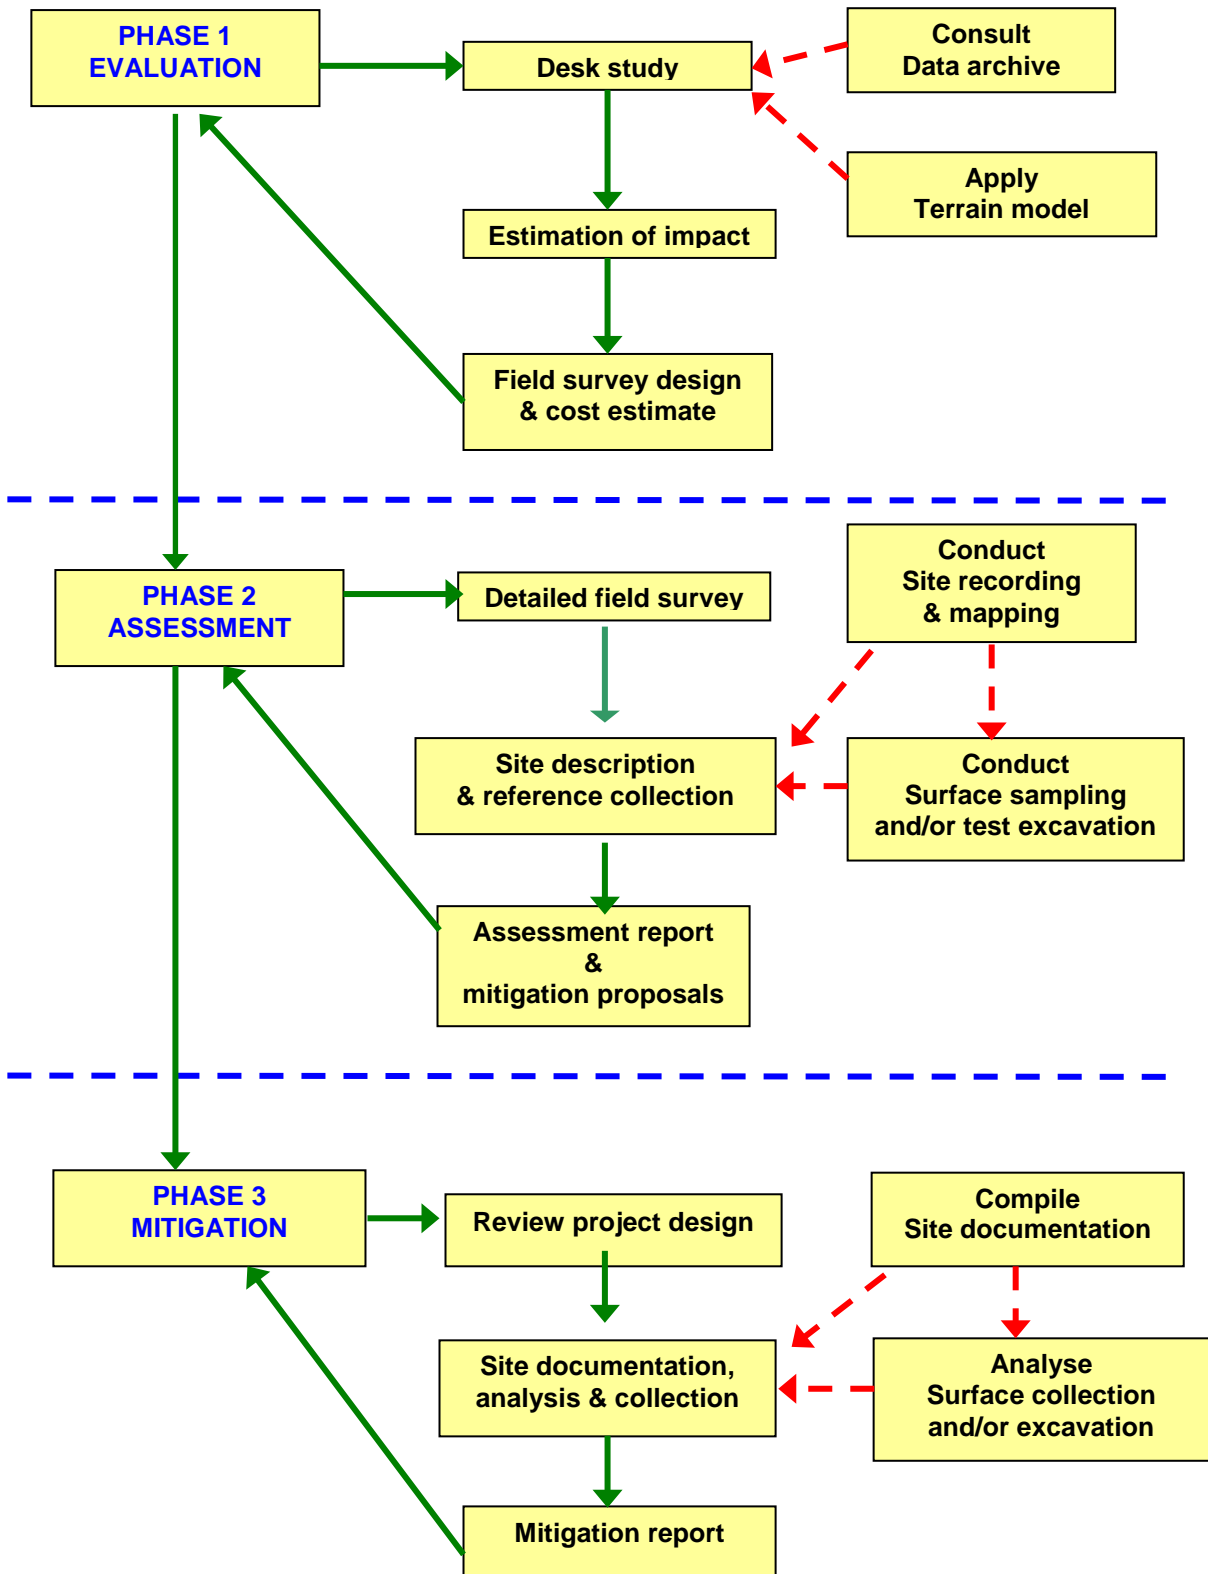 PHASE 1
EVALUATION
Desk study
Consult
Data archive
Apply
Terrain model
Estimation of impact
Field survey design
& cost estimate
PHASE 2
ASSESSMENT
Detailed field survey
Conduct
Site recording
& mapping
Site description
& reference collection
Conduct
Surface sampling
and/or test excavation
Assessment report
&
mitigation proposals
PHASE 3
MITIGATION
Review project design
Compile
Site documentation
Site documentation,
analysis & collection
Analyse
Surface collection
and/or excavation
Mitigation report